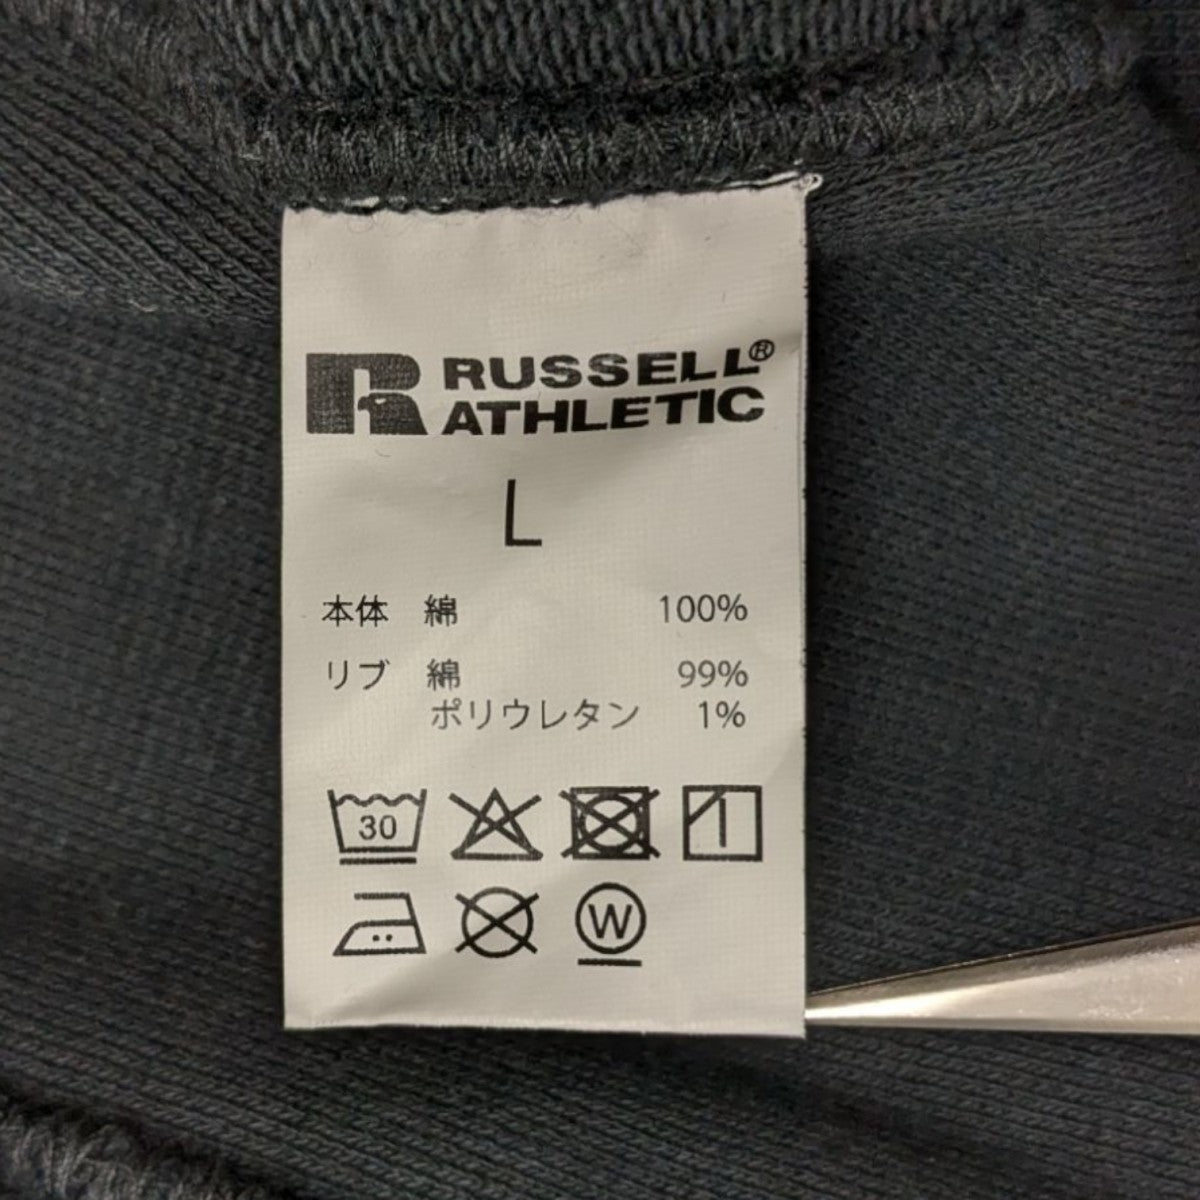 RUSSELL®
ATHLETIC
L
本体 綿 100%
リブ 綿 99%
ポリウレタン 1%
30
W